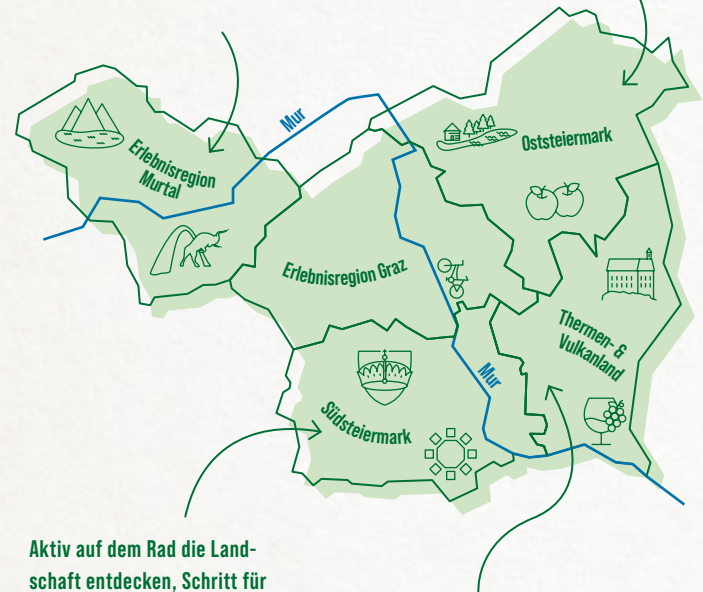 Mur
Erlebnisregion
Murtal
Oststeiermark
Erlebnisregion Graz
Thermen- &
Vulkanland
Mur
Südsteiermark
Aktiv auf dem Rad die Land-
schaft entdecken, Schritt für